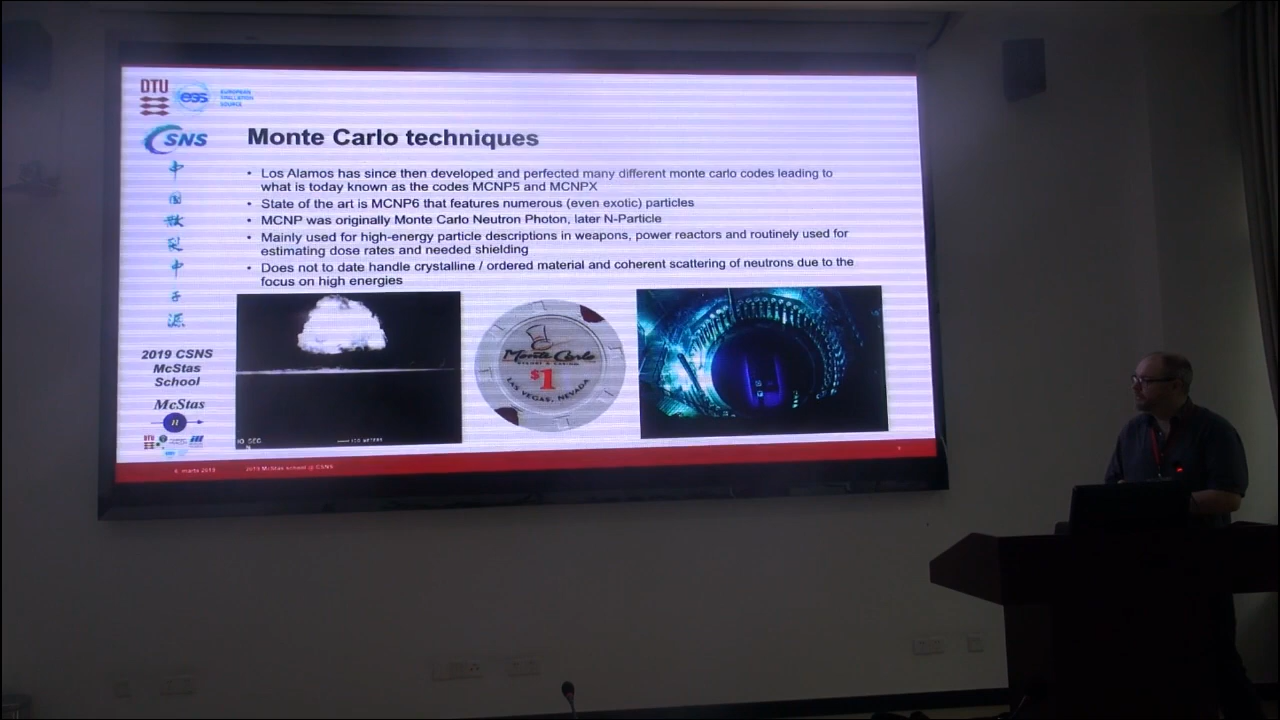 DTU
ess
EUROPEAN
SPALLATION
SOURCE
CSNS
中
国
散
裂
中
子
源
2019 CSNS
McStas
School
McStas
n
DTU
Monte Carlo techniques
• Los Alamos has since then developed and perfected many different monte carlo codes leading to
what is today known as the codes MCNP5 and MCNPX
• State of the art is MCNP6 that features numerous (even exotic) particles
• MCNP was originally Monte Carlo Neutron Photon, later N-Particle
• Mainly used for high-energy particle descriptions in weapons, power reactors and routinely used for
estimating dose rates and needed shielding
• Does not to date handle crystalline / ordered material and coherent scattering of neutrons due to the
focus on high energies
100 METERS
Monte Carlo
RESORT & CASINO
$1
LAS VEGAS, NEVADA
2019 McStas school @ CSNS